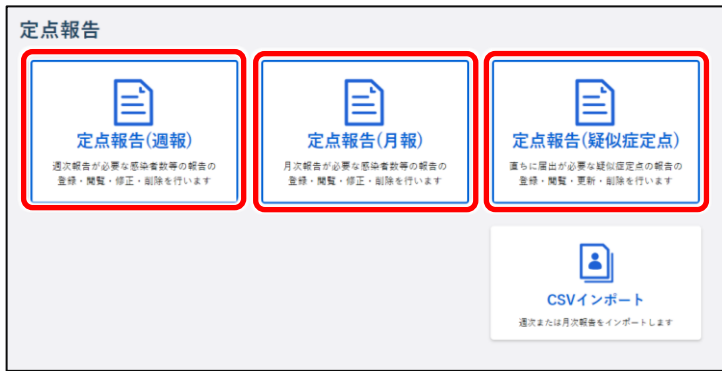 定点報告
定点報告(週報)
週次報告が必要な感染者数等の報告の
登録・閲覧・修正・削除を行います
定点報告(月報)
月次報告が必要な感染者数等の報告の
登録・閲覧・修正・削除を行います
定点報告(疑似症定点)
直ちに届出が必要な疑似症定点の報告の
登録・閲覧・更新・削除を行います
CSVインポート
週次または月次報告をインポートします